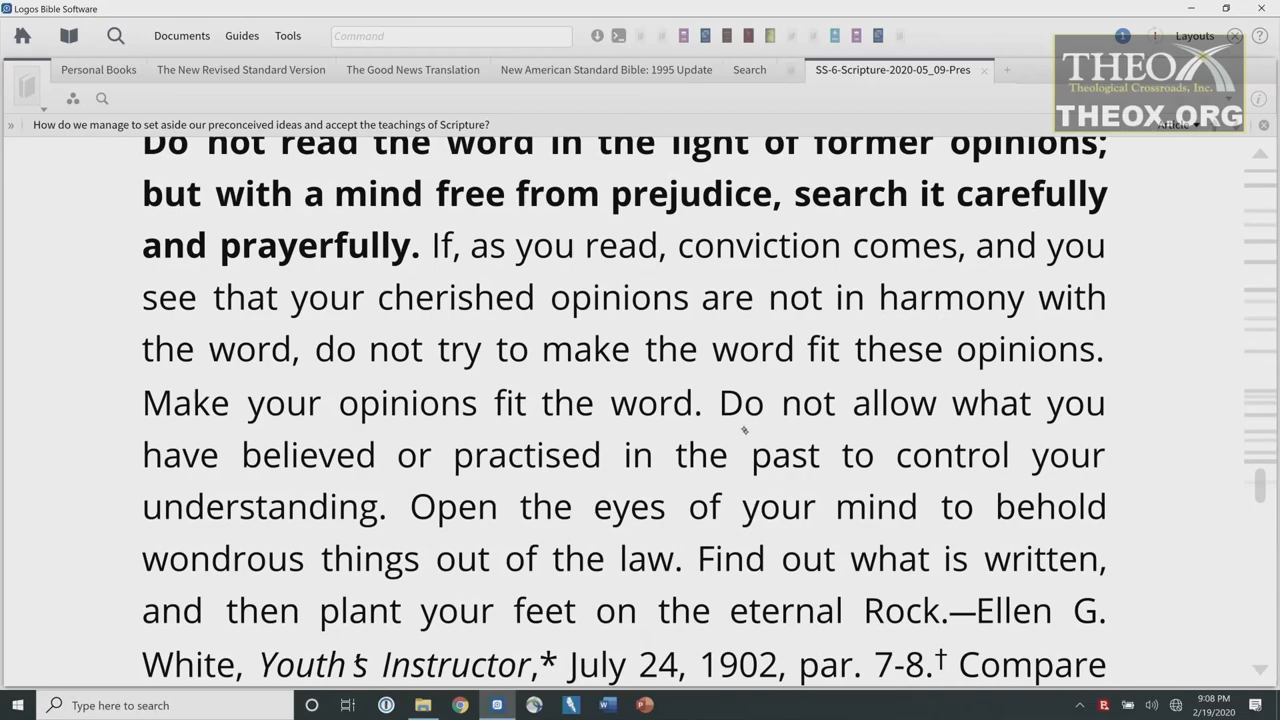 Logos Bible Software
Documents Guides Tools Command Layouts
THEOX
Theological Crossroads, Inc.
THEOX.ORG
Personal Books The New Revised Standard Version The Good News Translation New American Standard Bible: 1995 Update Search SS-6-Scripture-2020-05_09-Pres
How do we manage to set aside our preconceived ideas and accept the teachings of Scripture? Article
Do not read the word in the light of former opinions;
but with a mind free from prejudice, search it carefully
and prayerfully. If, as you read, conviction comes, and you
see that your cherished opinions are not in harmony with
the word, do not try to make the word fit these opinions.
Make your opinions fit the word. Do not allow what you
have believed or practised in the past to control your
understanding. Open the eyes of your mind to behold
wondrous things out of the law. Find out what is written,
and then plant your feet on the eternal Rock.—Ellen G.
White, Youth's Instructor,* July 24, 1902, par. 7-8.† Compare
Type here to search
9:08 PM
2/19/2020